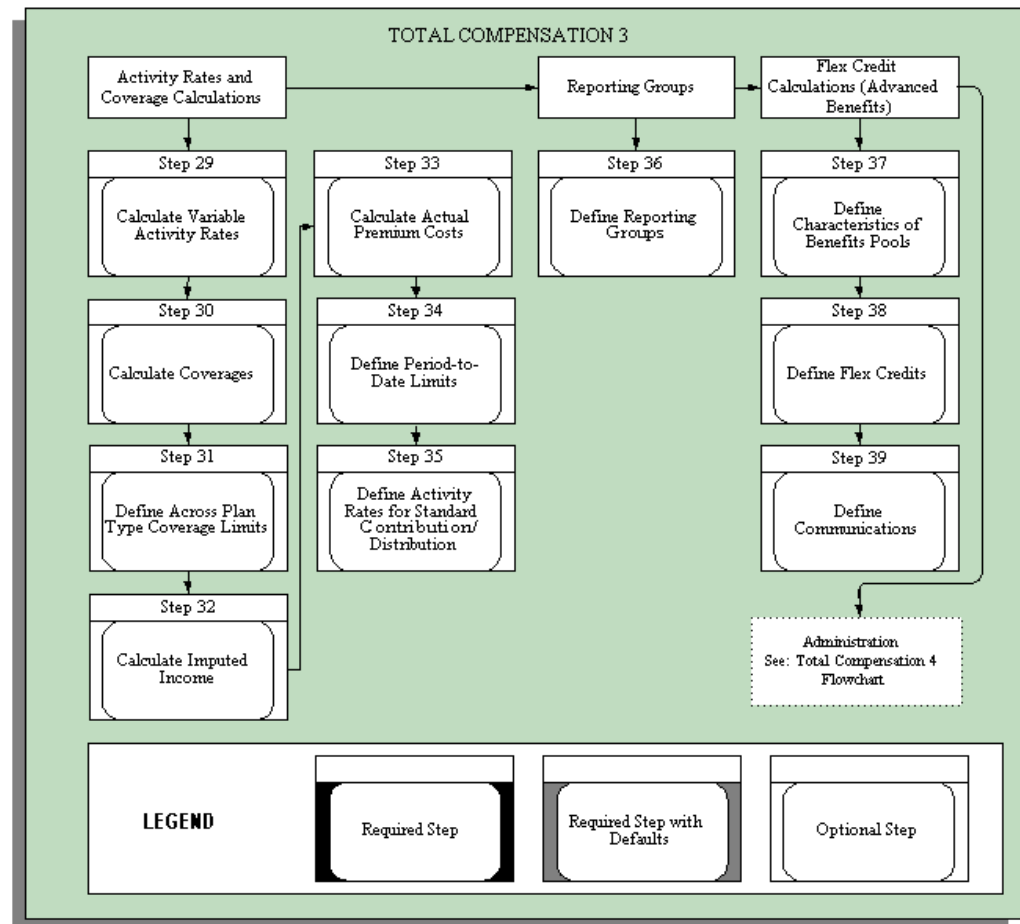 TOTAL COMPENSATION 3
Activity Rates and
Coverage Calculations
Reporting Groups
Flex Credit
Calculations (Advanced
Benefits)
Step 29
Calculate Variable
Activity Rates
Step 30
Calculate Coverages
Step 31
Define Across Plan
Type Coverage Limits
Step 32
Calculate Imputed
Income
Step 33
Calculate Actual
Premium Costs
Step 34
Define Period-to-
Date Limits
Step 35
Define Activity
Rates for Standard
Contribution/
Distribution
Step 36
Define Reporting
Groups
Step 37
Define
Characteristics of
Benefits Pools
Step 38
Define Flex Credits
Step 39
Define
Communications
Administration
See: Total Compensation 4
Flowchart
LEGEND
Required Step
Required Step with
Defaults
Optional Step